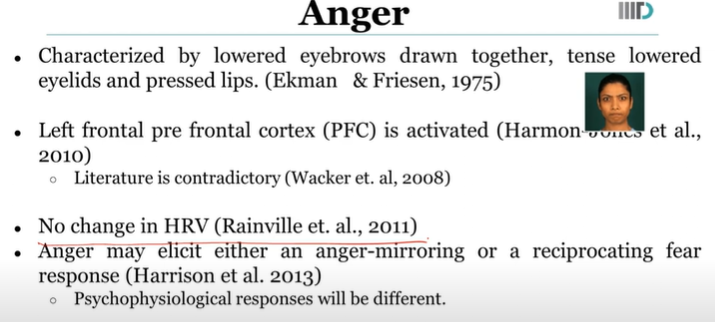 Anger
• Characterized by lowered eyebrows drawn together, tense lowered
eyelids and pressed lips. (Ekman & Friesen, 1975)
• Left frontal pre frontal cortex (PFC) is activated (Harmon-Jones et al.,
2010)
○ Literature is contradictory (Wacker et. al, 2008)
• No change in HRV (Rainville et. al., 2011)
• Anger may elicit either an anger-mirroring or a reciprocating fear
response (Harrison et al. 2013)
○ Psychophysiological responses will be different.